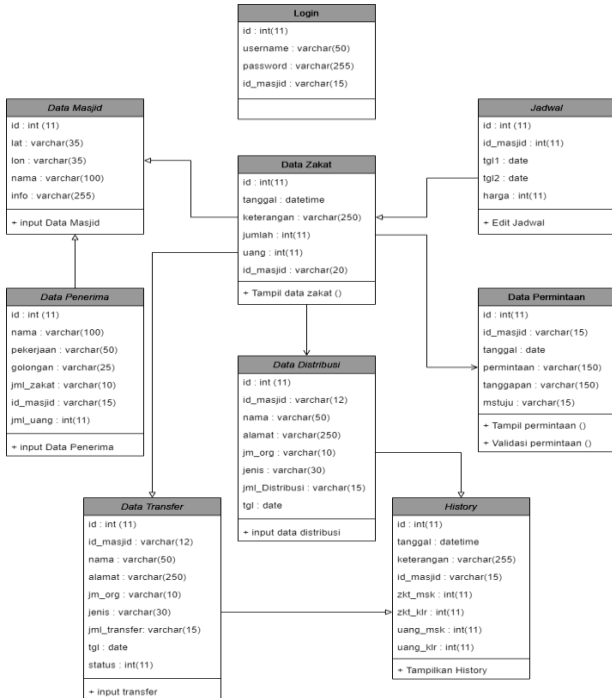 Login
id : int(11)
username : varchar(50)
password : varchar(255)
id_masjid : varchar(15)
Data Masjid
id : int (11)
lat : varchar(35)
lon : varchar(35)
nama : varchar(100)
info : varchar(255)
+ input Data Masjid
Data Zakat
id : int(11)
tanggal : datetime
keterangan : varchar(250)
jumlah : int(11)
uang : int(11)
id_masjid : varchar(20)
+ Tampil data zakat ()
Jadwal
id : int (11)
id_masjid : int(11)
tgl1 : date
tgl2 : date
harga : int(11)
+ Edit Jadwal
Data Penerima
id : int (11)
nama : varchar(100)
pekerjaan : varchar(50)
golongan : varchar(25)
jml_zakat : varchar(10)
id_masjid : varchar(15)
jml_uang : int(11)
+ input Data Penerima
Data Distribusi
id : int (11)
id_masjid : varchar(12)
nama : varchar(50)
alamat : varchar(250)
jm_org : varchar(10)
jenis : varchar(30)
jml_Distribusi : varchar(15)
tgl : date
+ input data distribusi
Data Permintaan
id : int(11)
id_masjid : varchar(15)
tanggal : date
permintaan : varchar(150)
tanggapan : varchar(150)
mstuju : varchar(15)
+ Tampil permintaan ()
+ Validasi permintaan ()
Data Transfer
id : int (11)
id_masjid : varchar(12)
nama : varchar(50)
alamat : varchar(250)
jm_org : varchar(10)
jenis : varchar(30)
jml_transfer: varchar(15)
tgl : date
status : int(11)
+ input transfer
History
id : int(11)
tanggal : datetime
keterangan : varchar(255)
id_masjid : varchar(15)
zkt_msk : int(11)
zkt_klr : int(11)
uang_msk : int(11)
uang_klr : int(11)
+ Tampilkan History